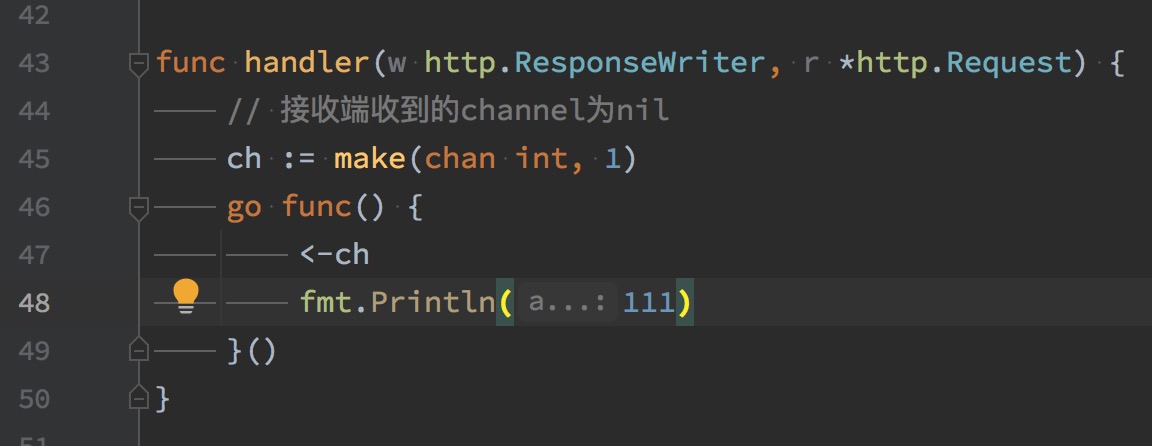 42
43 func handler(w http.ResponseWriter, r *http.Request) {
44 // 接收端收到的channel为nil
45 ch := make(chan int, 1)
46 go func() {
47 <-ch
48 fmt.Println( a...: 111)
49 }()
50 }
51